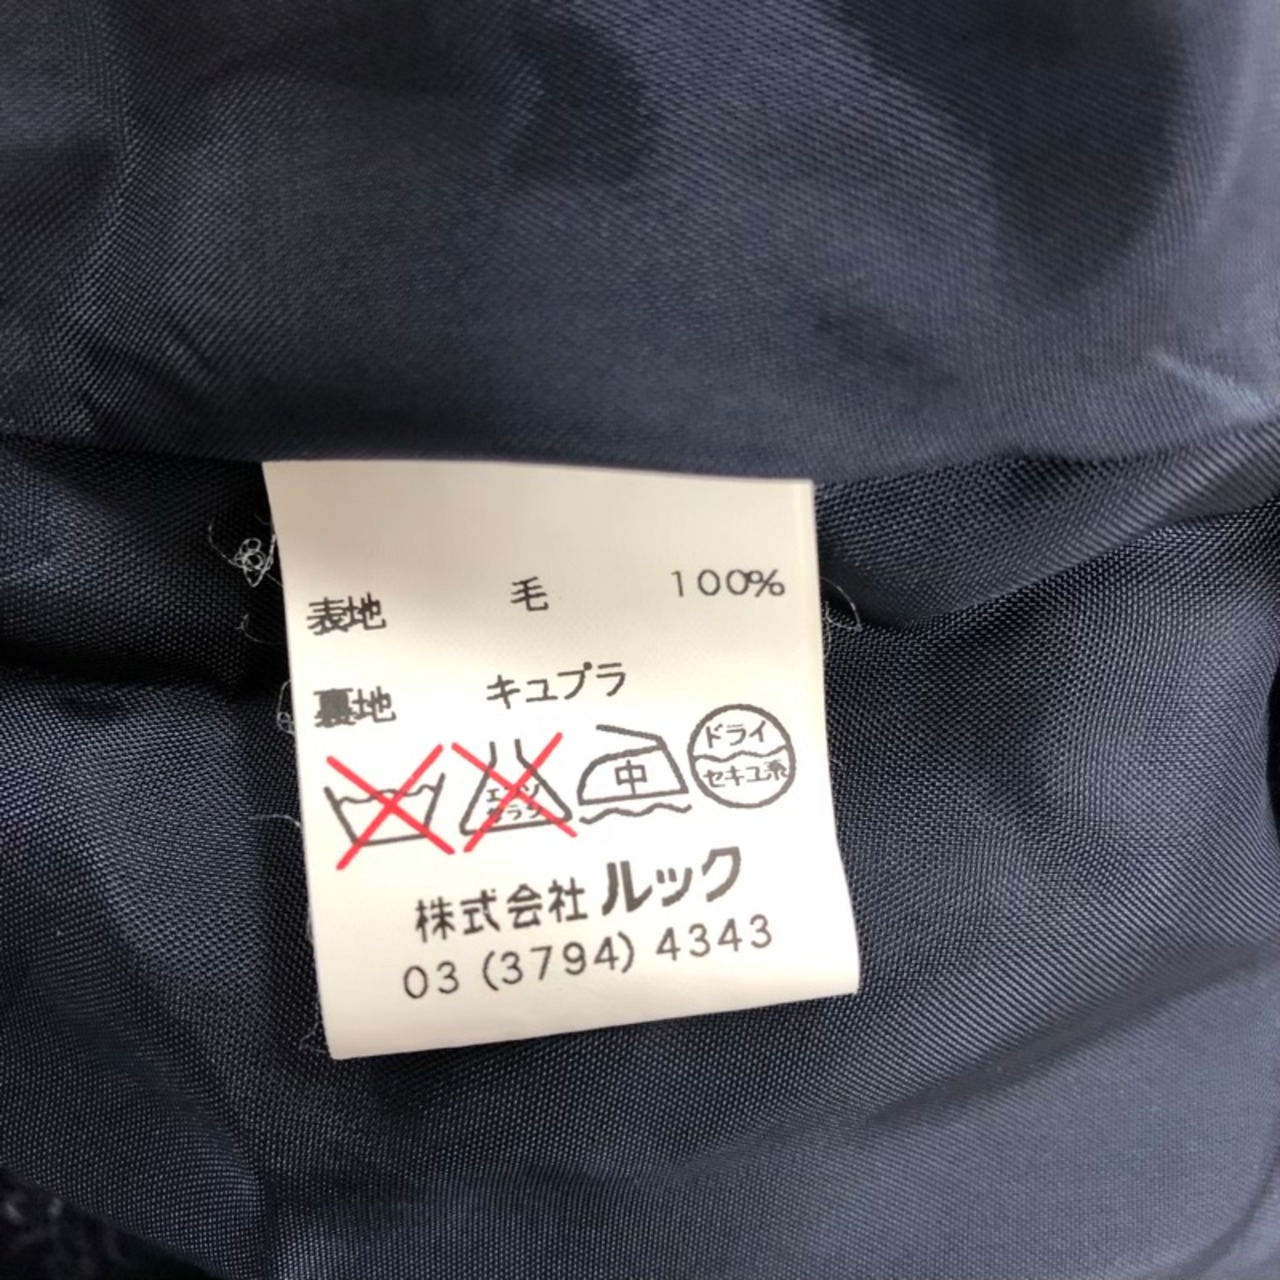 表地 毛 100%
裏地 キュプラ
エンソ
サラシ
中
ドライ
セキユ系
株式会社 ルック
03 (3794) 4343